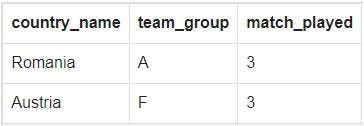 country_name team_group match_played
Romania A 3
Austria F 3